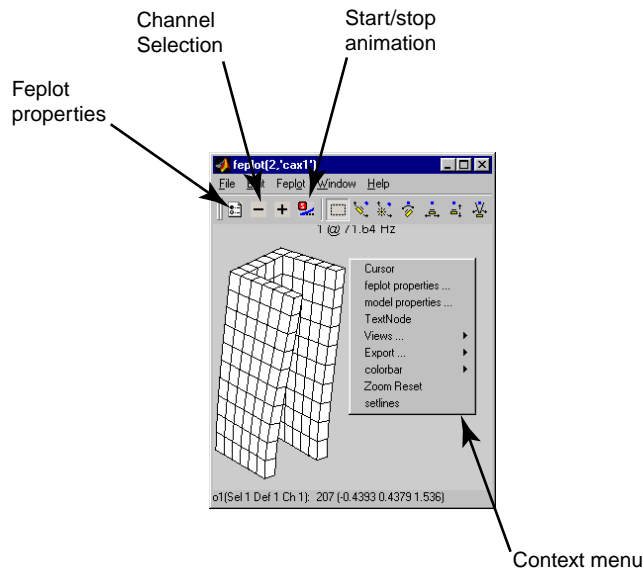 Channel
Selection
Start/stop
animation
Feplot
properties
feplot(2,'cax1')
File Edit Feplot Window Help
1 @ 71.64 Hz
Cursor
feplot properties ...
model properties ...
TextNode
Views ...
Export ...
colorbar
Zoom Reset
setlines
o1(Sel 1 Def 1 Ch 1): 207 (-0.4393 0.4379 1.536)
Context menu